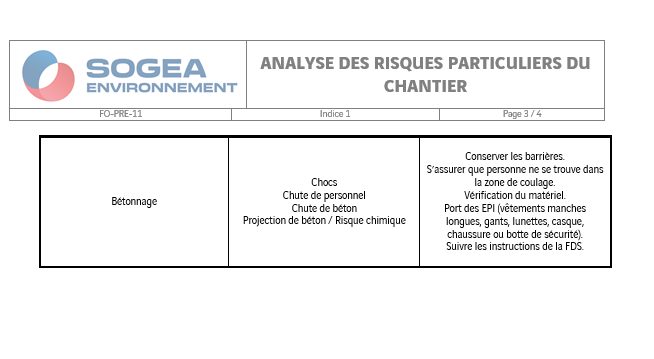 SOGEA
ENVIRONNEMENT
ANALYSE DES RISQUES PARTICULIERS DU
CHANTIER
FO-PRE-11
Indice 1
Page 3 / 4
Bétonnage
Chocs
Chute de personnel
Chute de béton
Projection de béton / Risque chimique
Conserver les barrières.
S'assurer que personne ne se trouve dans
la zone de coulage.
Vérification du matériel.
Port des EPI (vêtements manches
longues, gants, lunettes, casque,
chaussure ou botte de sécurité).
Suivre les instructions de la FDS.